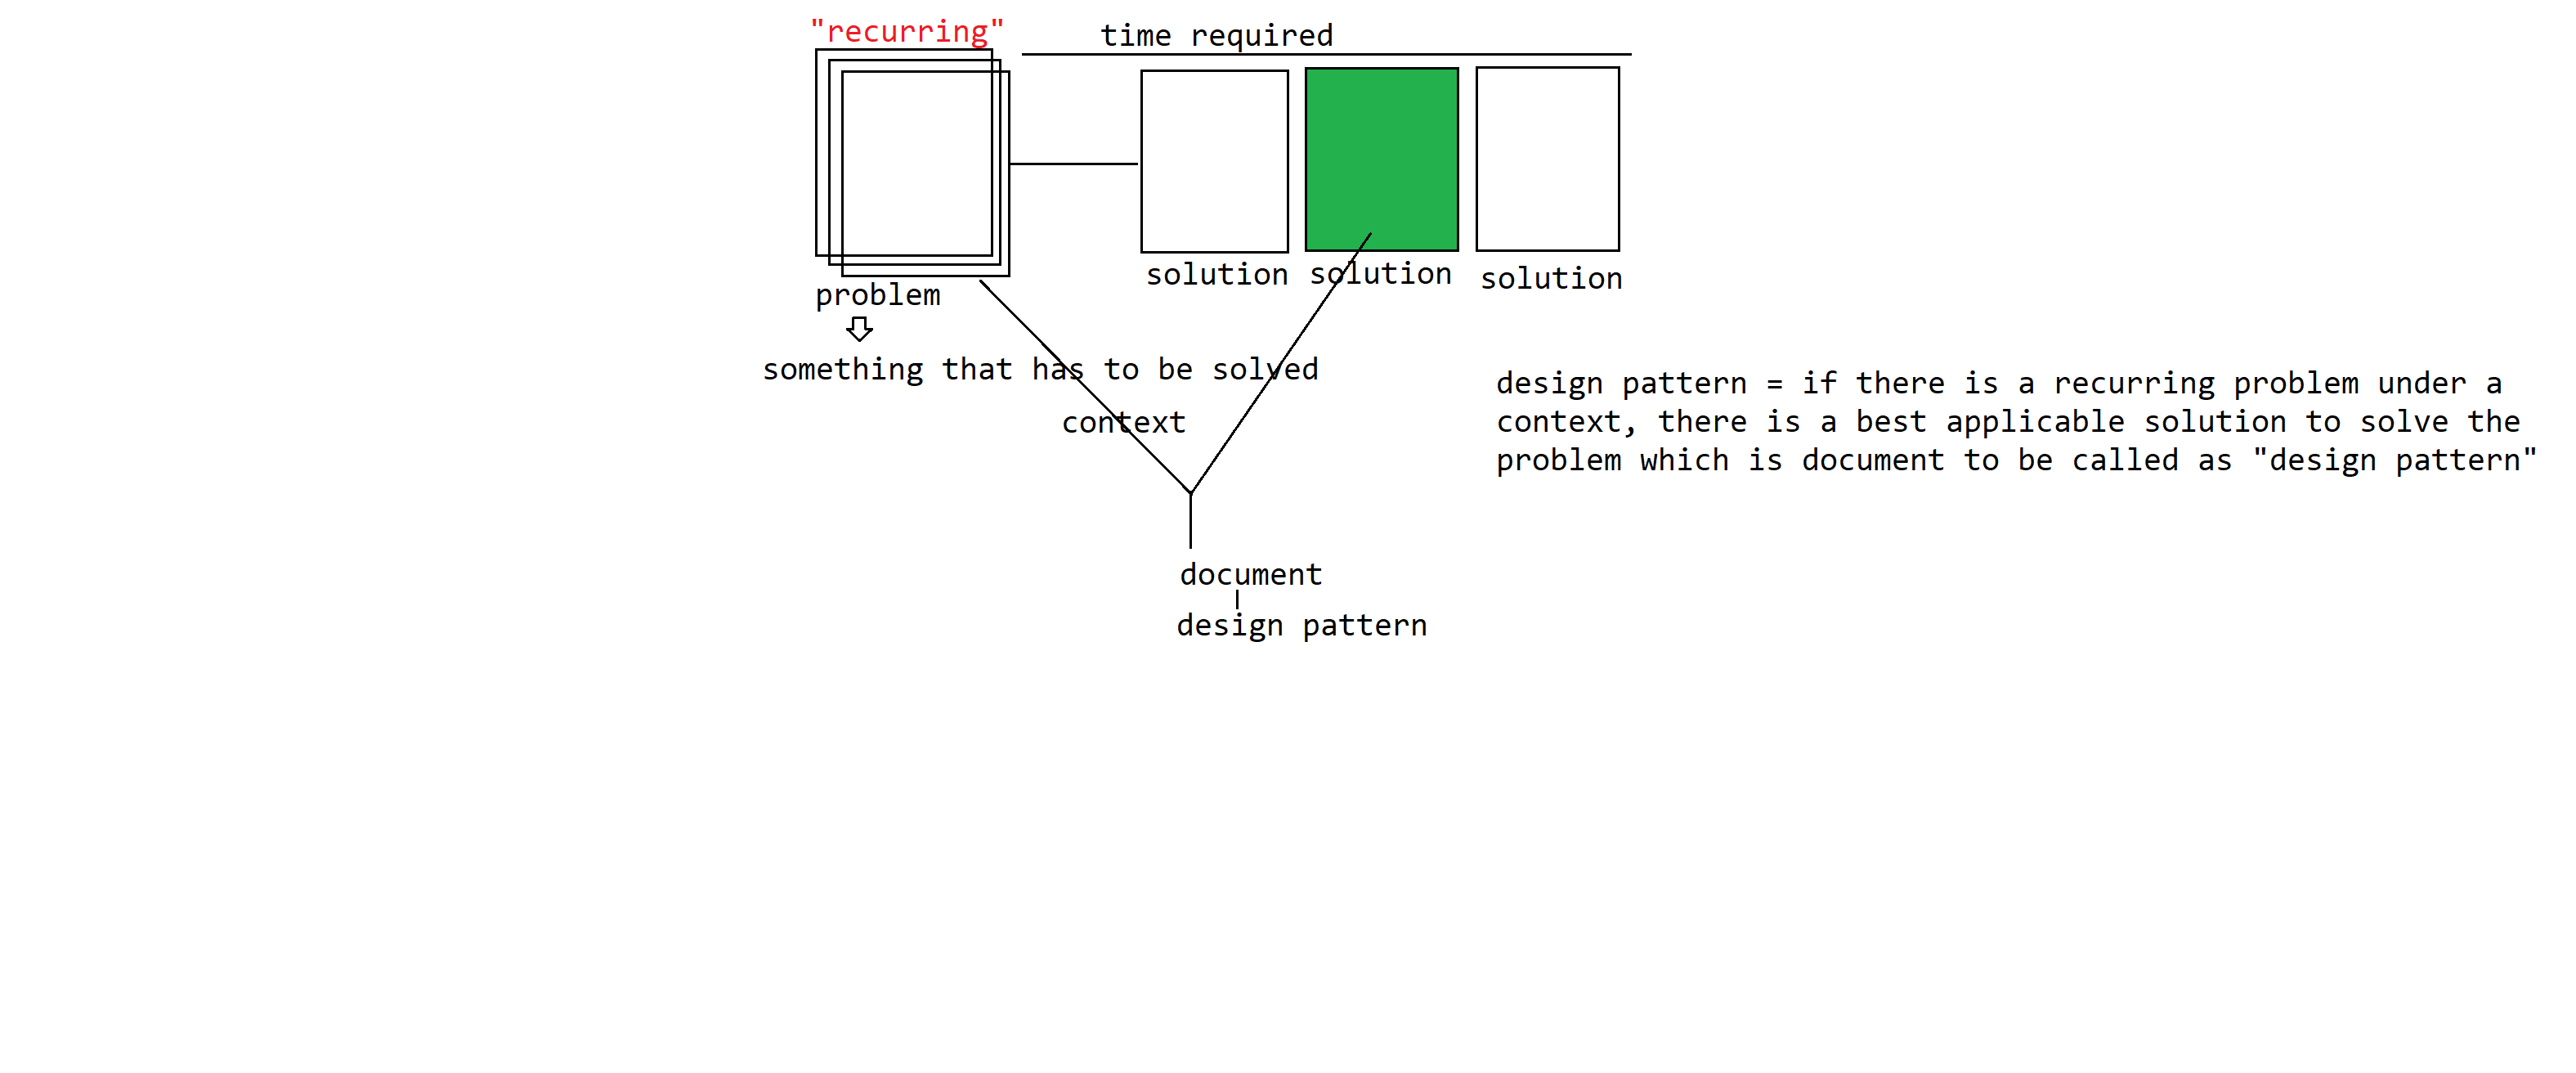 "recurring"
time required
solution
solution
solution
problem
something that has to be solved
context
design pattern = if there is a recurring problem under a
context, there is a best applicable solution to solve the
problem which is document to be called as "design pattern"
document
design pattern